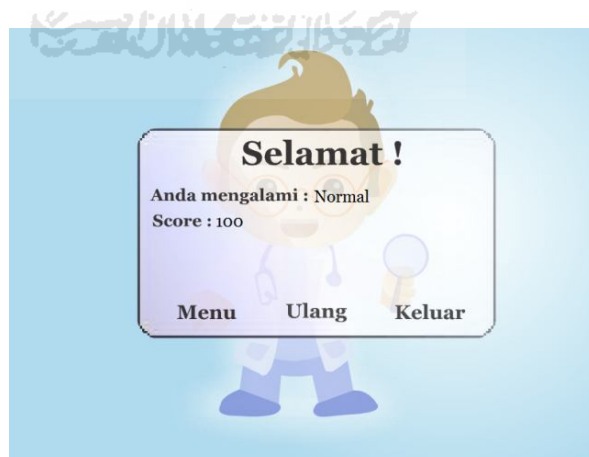 Selamat !
Anda mengalami : Normal
Score : 100
Menu Ulang Keluar